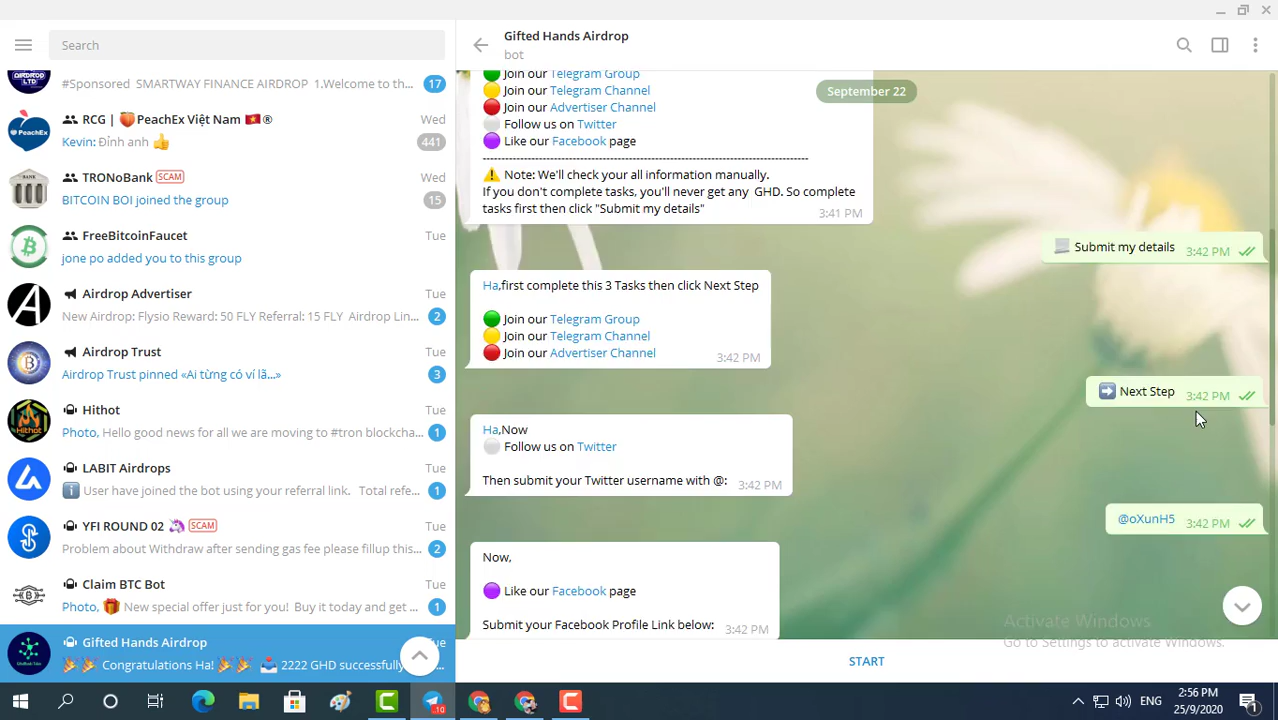 Search
AIRDROP
LTD
#Sponsored SMARTWAY FINANCE AIRDROP 1.Welcome to th...
17
RCG | 🍑PeachEx Việt Nam 🇻🇳®
Wed
Kevin: Đỉnh anh 👍
441
PeachEx
TRONoBank SCAM
Wed
BANK
BITCOIN BOI joined the group
15
FreeBitcoinFaucet
Tue
jone po added you to this group
Airdrop Advertiser
Tue
New Airdrop: Flysio Reward: 50 FLY Referral: 15 FLY Airdrop Lin...
2
Airdrop Trust
Tue
Airdrop Trust pinned «Ai từng có ví lã...»
3
Hithot
Tue
Hithot
Photo, Hello good news for all we are moving to #tron blockcha...
1
LABIT Airdrops
Tue
User have joined the bot using your referral link. Total refe...
1
YFI ROUND 02 🦄 SCAM
Tue
Problem about Withdraw after sending gas fee please fillup this...
2
Claim BTC Bot
Tue
Photo, 🎁 New special offer just for you! Buy it today and get ...
1
Gifted Hands Airdrop
🎉🎉 Congratulations Ha! 🎉🎉 📥 2222 GHD successfully
Gifted Hands Airdrop
bot
September 22
Join our Telegram Group
Join our Telegram Channel
Join our Advertiser Channel
Follow us on Twitter
Like our Facebook page
--------------------------------------------------------------------------------
⚠ Note: We'll check your all information manually.
If you don't complete tasks, you'll never get any GHD. So complete
tasks first then click "Submit my details"
3:41 PM
Submit my details 3:42 PM
Ha,first complete this 3 Tasks then click Next Step
Join our Telegram Group
Join our Telegram Channel
Join our Advertiser Channel
3:42 PM
➡ Next Step 3:42 PM
Ha,Now
Follow us on Twitter
Then submit your Twitter username with @: 3:42 PM
@oXunH5 3:42 PM
Now,
Like our Facebook page
Submit your Facebook Profile Link below: 3:42 PM
Activate Windows
Go to Settings to activate Windows.
START
10
ENG
2:56 PM
25/9/2020
1